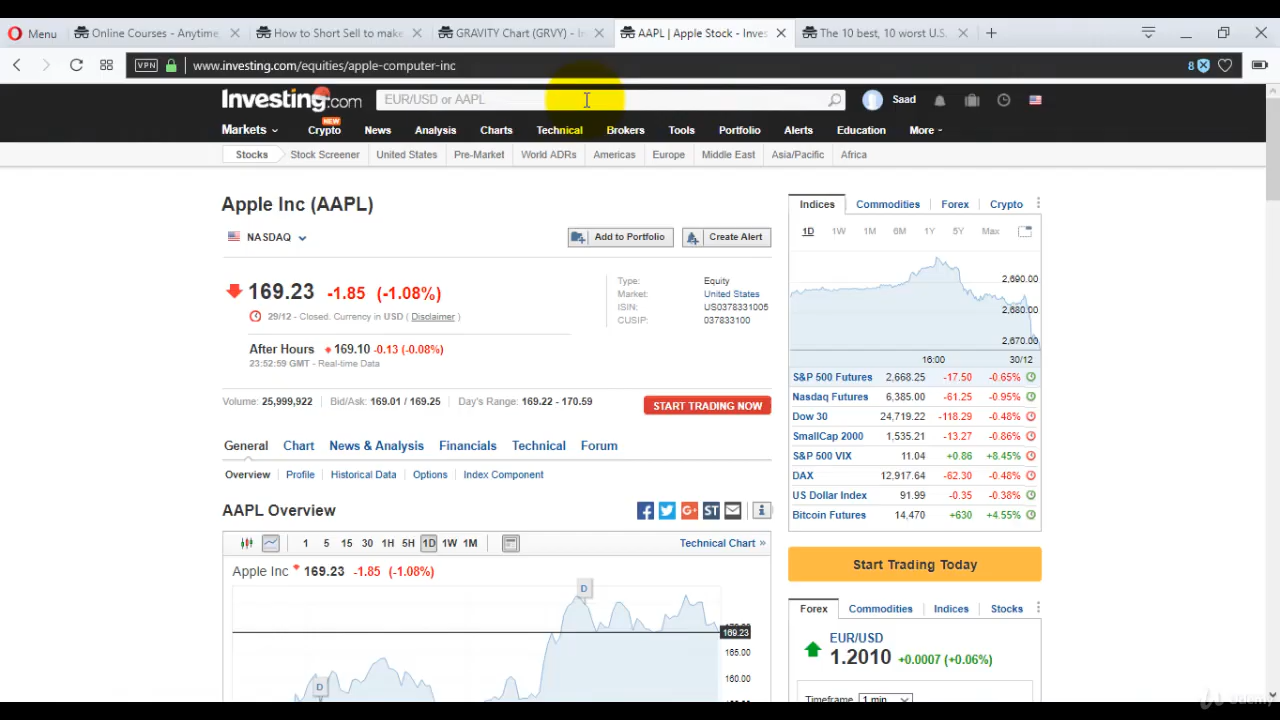 Menu
Online Courses - Anytime,
How to Short Sell to make
GRAVITY Chart (GRVY) - In
AAPL | Apple Stock - Inves
The 10 best, 10 worst U.S.
VPN www.investing.com/equities/apple-computer-inc 8
Investing.com EUR/USD or AAPL Saad
Markets Crypto NEW News Analysis Charts Technical Brokers Tools Portfolio Alerts Education More
Stocks Stock Screener United States Pre-Market World ADRs Americas Europe Middle East Asia/Pacific Africa
Apple Inc (AAPL)
NASDAQ Add to Portfolio Create Alert
169.23 -1.85 (-1.08%)
29/12 - Closed. Currency in USD ( Disclaimer )
After Hours 169.10 -0.13 (-0.08%)
23:52:59 GMT - Real-time Data
Type: Equity
Market: United States
ISIN: US0378331005
CUSIP: 037833100
Volume: 25,999,922 Bid/Ask: 169.01 / 169.25 Day's Range: 169.22 - 170.59
START TRADING NOW
General Chart News & Analysis Financials Technical Forum
Overview Profile Historical Data Options Index Component
AAPL Overview
f ST i
1 5 15 30 1H 5H 1D 1W 1M Technical Chart »
Apple Inc 169.23 -1.85 (-1.08%)
D
D
169.23
165.00
160.00
Indices Commodities Forex Crypto
1D 1W 1M 6M 1Y 5Y Max
2,690.00
2,680.00
2,670.00
16:00 30/12
S&P 500 Futures 2,668.25 -17.50 -0.65%
Nasdaq Futures 6,385.00 -61.25 -0.95%
Dow 30 24,719.22 -118.29 -0.48%
SmallCap 2000 1,535.21 -13.27 -0.86%
S&P 500 VIX 11.04 +0.86 +8.45%
DAX 12,917.64 -62.30 -0.48%
US Dollar Index 91.99 -0.35 -0.38%
Bitcoin Futures 14,470 +630 +4.55%
Start Trading Today
Forex Commodities Indices Stocks
EUR/USD
1.2010 +0.0007 (+0.06%)
Timeframe 1 min
Udemy